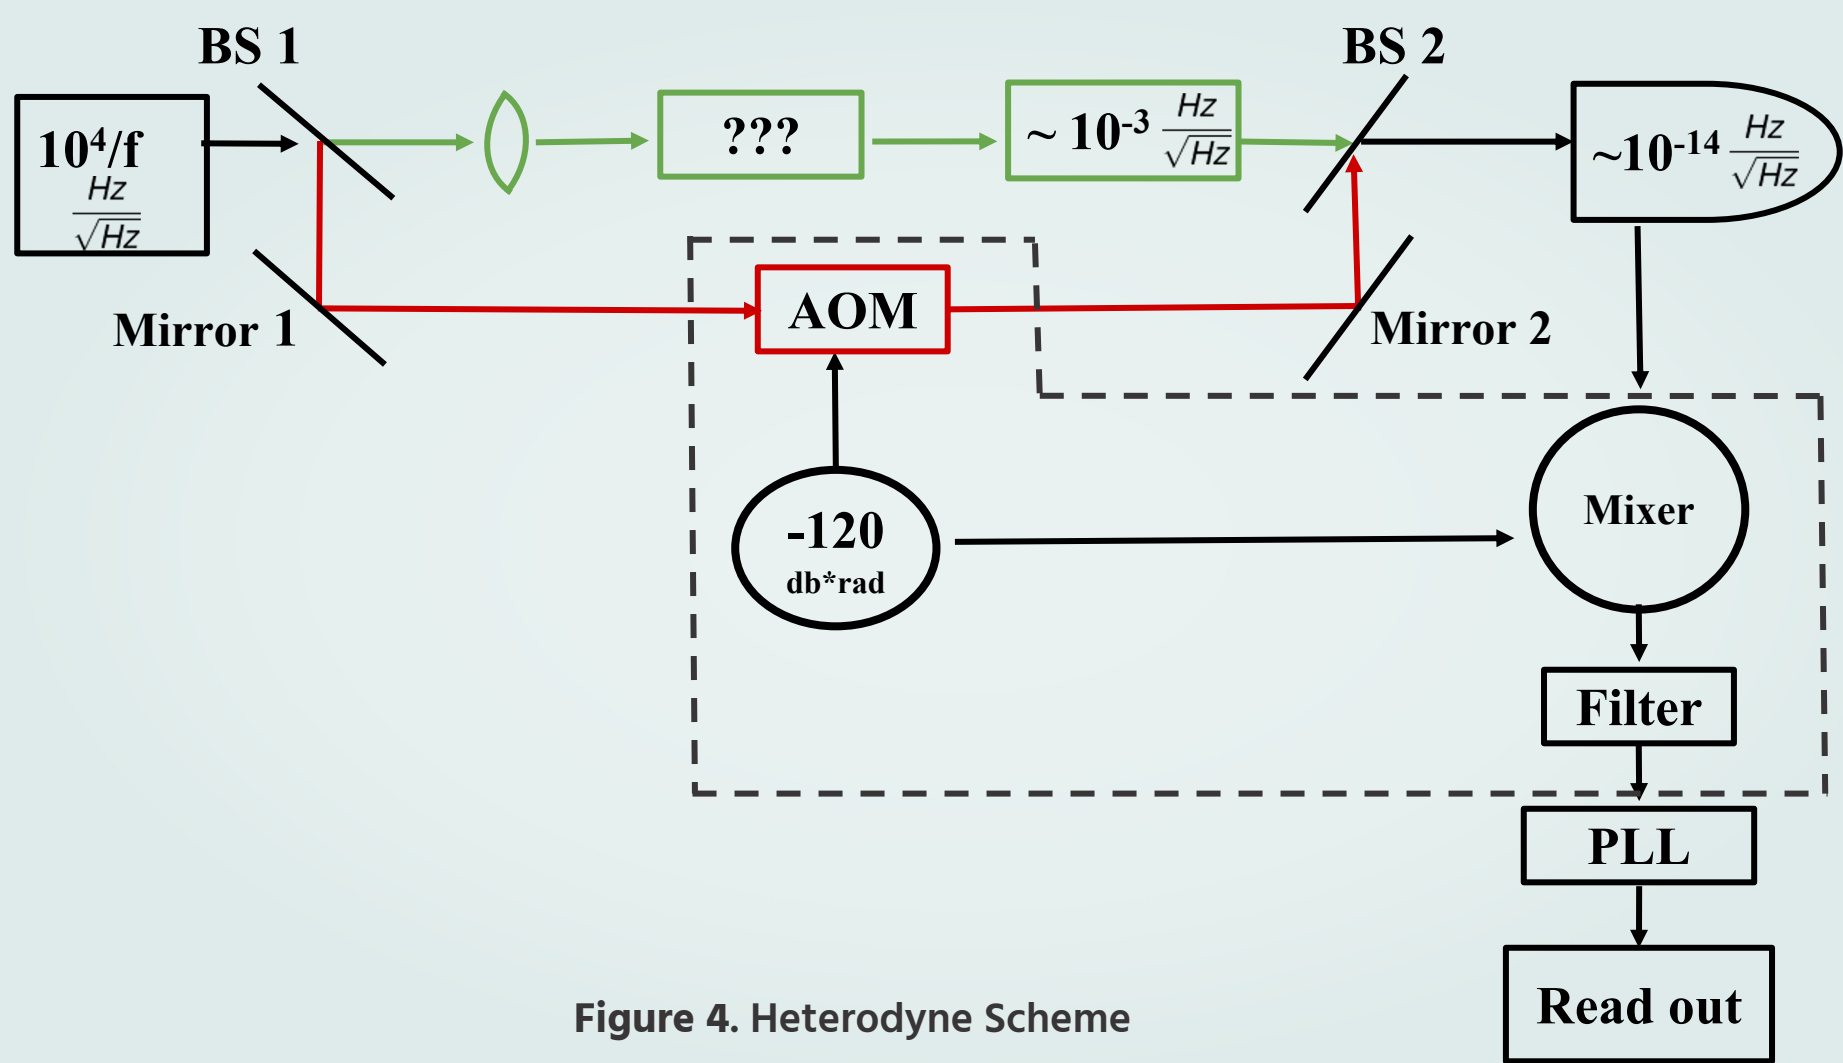 BS 1
BS 2
10⁴/f
Hz
√Hz
???
~ 10⁻³ Hz/√Hz
~10⁻¹⁴ Hz/√Hz
Mirror 1
AOM
Mirror 2
-120
db*rad
Mixer
Filter
PLL
Read out
Figure 4. Heterodyne Scheme